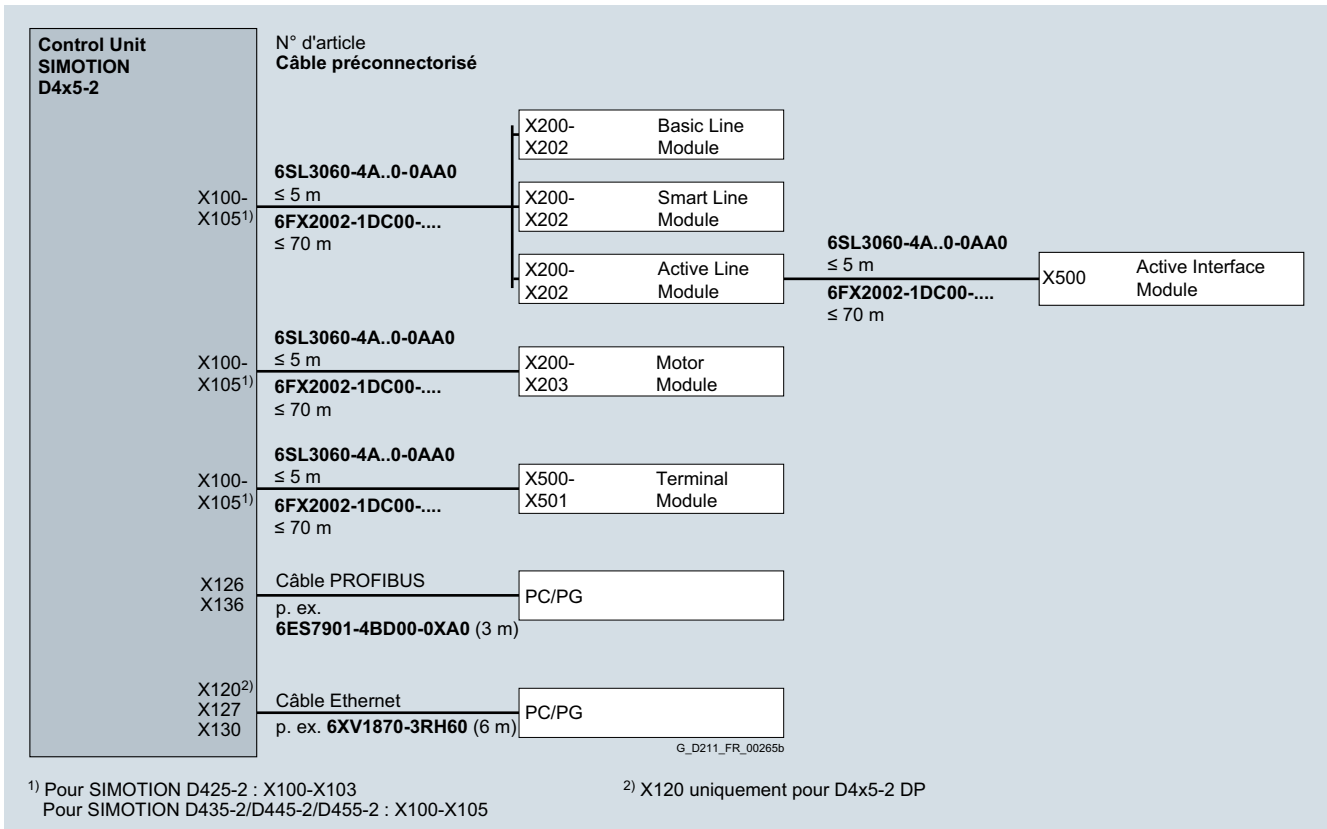 Control Unit
SIMOTION
D4x5-2
N° d'article
Câble préconnectorisé
X100-
X105¹⁾
6SL3060-4A..0-0AA0
≤ 5 m
6FX2002-1DC00-....
≤ 70 m
X200- Basic Line
X202 Module
X200- Smart Line
X202 Module
X200- Active Line
X202 Module
6SL3060-4A..0-0AA0
≤ 5 m
6FX2002-1DC00-....
≤ 70 m
X500 Active Interface
Module
X100-
X105¹⁾
6SL3060-4A..0-0AA0
≤ 5 m
6FX2002-1DC00-....
≤ 70 m
X200- Motor
X203 Module
X100-
X105¹⁾
6SL3060-4A..0-0AA0
≤ 5 m
6FX2002-1DC00-....
≤ 70 m
X500- Terminal
X501 Module
X126
X136
Câble PROFIBUS
p. ex.
6ES7901-4BD00-0XA0 (3 m)
PC/PG
X120²⁾
X127
X130
Câble Ethernet
p. ex. 6XV1870-3RH60 (6 m)
PC/PG
G_D211_FR_00265b
¹⁾ Pour SIMOTION D425-2 : X100-X103
Pour SIMOTION D435-2/D445-2/D455-2 : X100-X105
²⁾ X120 uniquement pour D4x5-2 DP